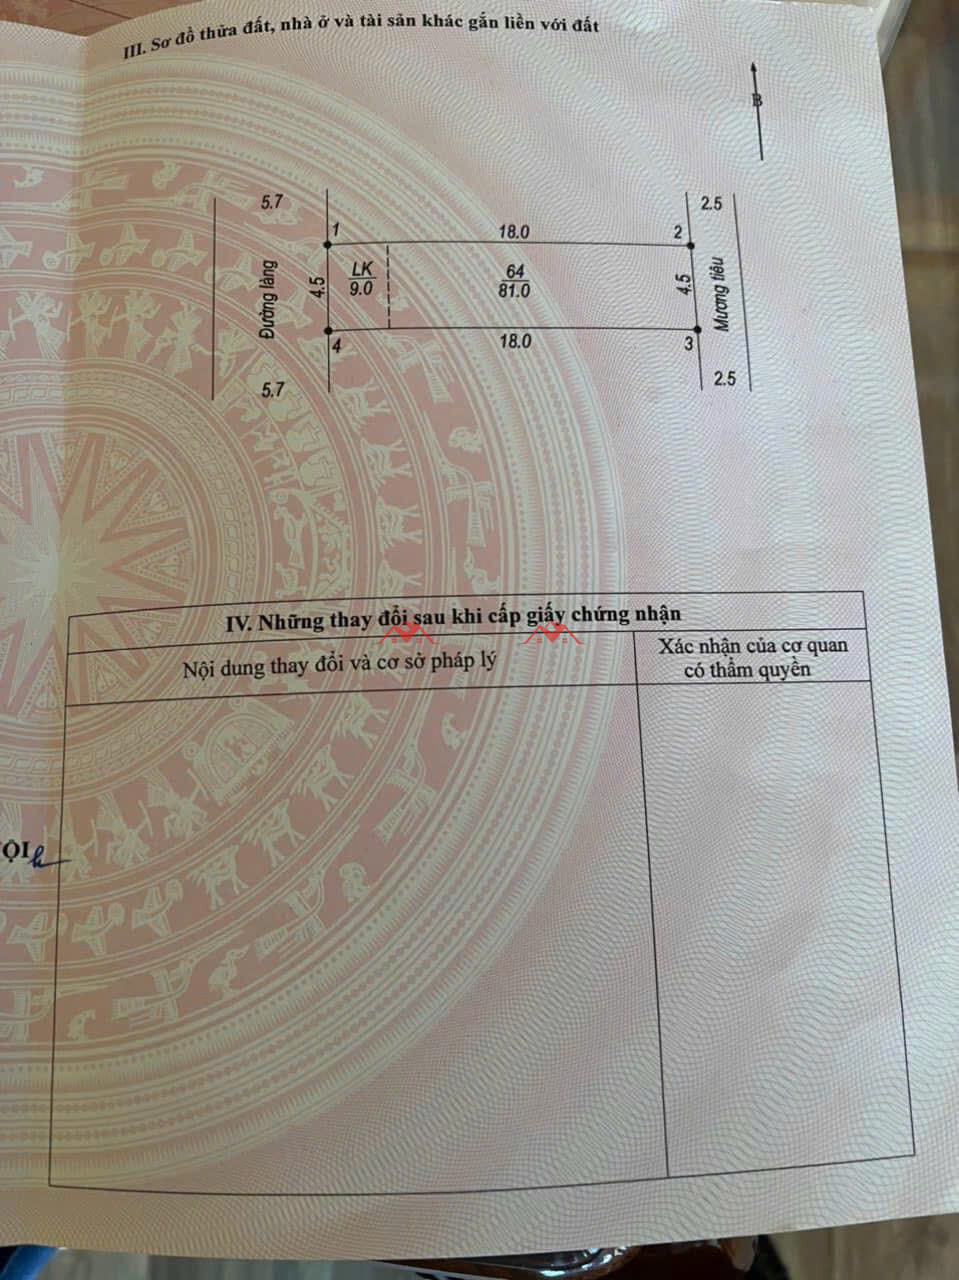 III. Sơ đồ thửa đất, nhà ở và tài sản khác gắn liền với đất
B
5.7
2.5
1
18.0
2
Đường làng
4.5
LK
9.0
64
81.0
4.5
Mương tiêu
4
18.0
3
5.7
2.5
IV. Những thay đổi sau khi cấp giấy chứng nhận
Nội dung thay đổi và cơ sở pháp lý
Xác nhận của cơ quan
có thẩm quyền
ỘI